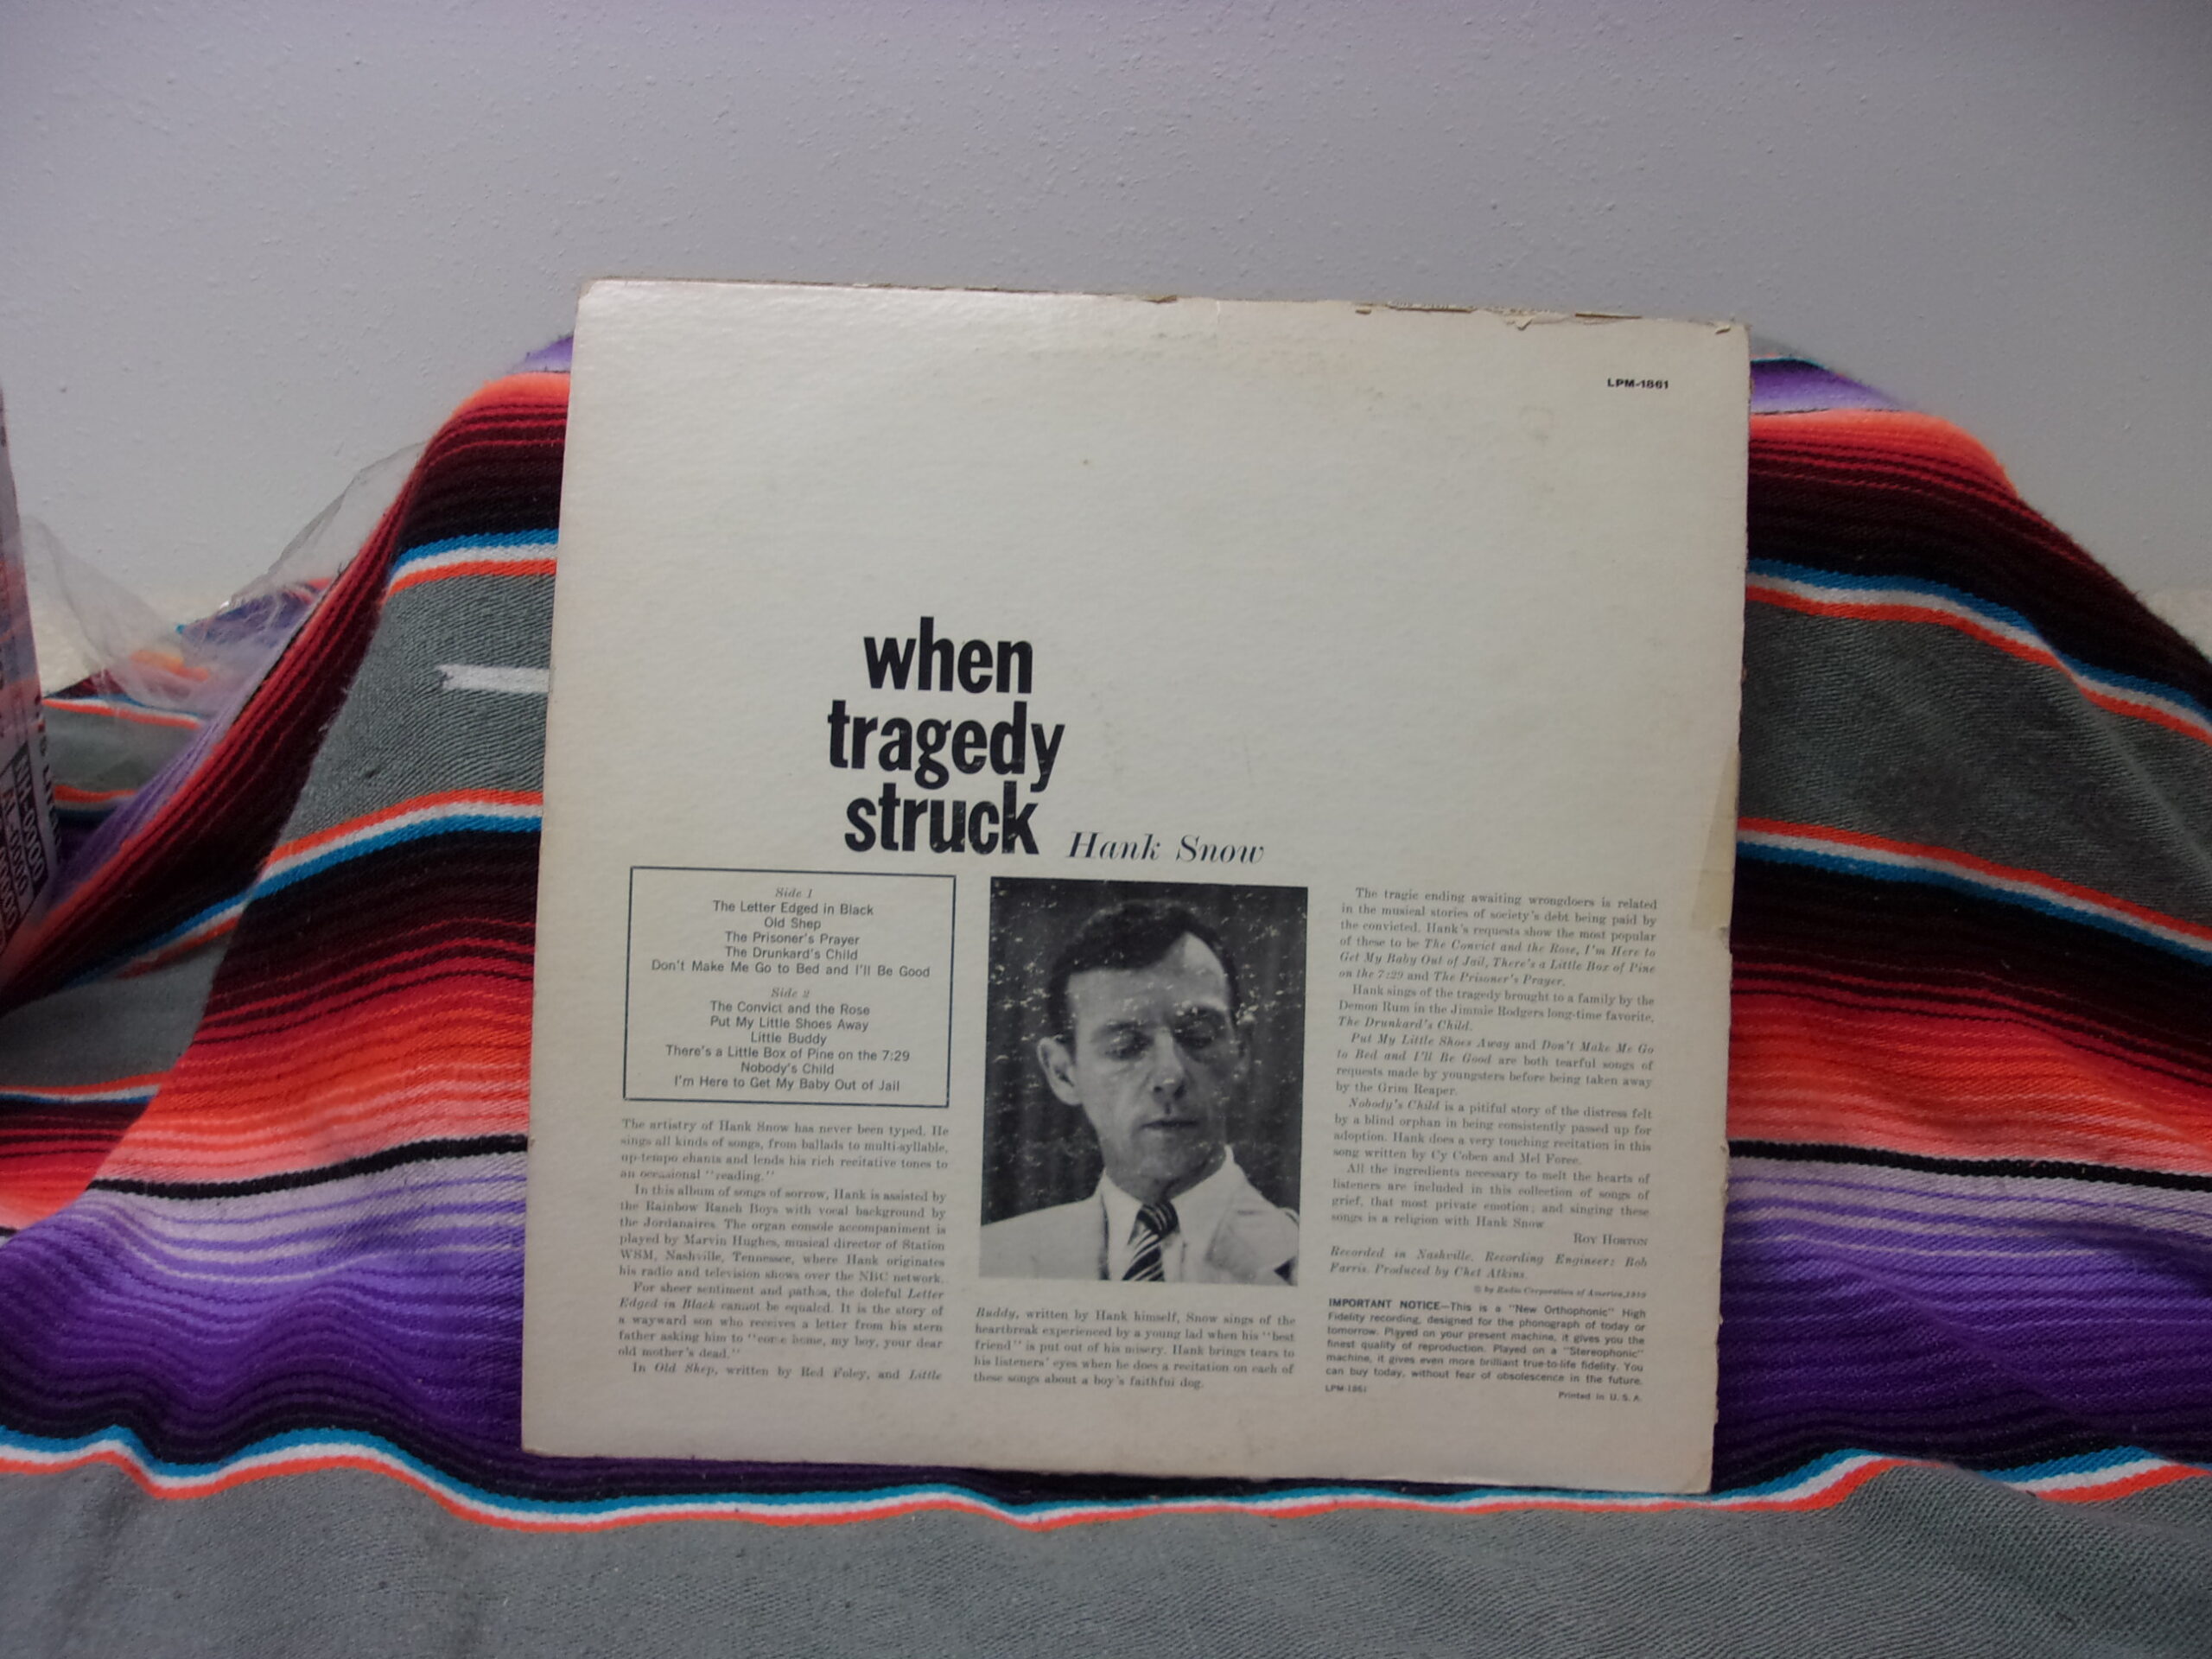 LPM-1861
when
tragedy
struck
Hank Snow
Side 1
The Letter Edged in Black
Old Shep
The Prisoner's Prayer
The Drunkard's Child
Don't Make Me Go to Bed and I'll Be Good
Side 2
The Convict and the Rose
Put My Little Shoes Away
Little Buddy
There's a Little Box of Pine on the 7:29
Nobody's Child
I'm Here to Get My Baby Out of Jail
The artistry of Hank Snow has never been typed. He
sings all kinds of songs, from ballads to multi-syllable,
up-tempo chants and lends his rich recitative tones to
an occasional "reading."
In this album of songs of sorrow, Hank is assisted by
the Rainbow Ranch Boys with vocal background by
the Jordanaires. The organ console accompaniment is
played by Marvin Hughes, musical director of Station
WSM, Nashville, Tennessee, where Hank originates
his radio and television shows over the NBC network.
For sheer sentiment and pathos, the doleful Letter
Edged in Black cannot be equaled. It is the story of
a wayward son who receives a letter from his stern
father asking him to "come home, my boy, your dear
old mother's dead."
In Old Shep, written by Red Foley, and Little
Buddy, written by Hank himself, Snow sings of the
heartbreak experienced by a young lad when his "best
friend" is put out of his misery. Hank brings tears to
his listeners' eyes when he does a recitation on each of
these songs about a boy's faithful dog.
The tragic ending awaiting wrongdoers is related
in the musical stories of society's debt being paid by
the convicted. Hank's requests show the most popular
of these to be The Convict and the Rose, I'm Here to
Get My Baby Out of Jail, There's a Little Box of Pine
on the 7:29 and The Prisoner's Prayer.
Hank sings of the tragedy brought to a family by the
Demon Rum in the Jimmie Rodgers long-time favorite,
The Drunkard's Child.
Put My Little Shoes Away and Don't Make Me Go
to Bed and I'll Be Good are both tearful songs of
requests made by youngsters before being taken away
by the Grim Reaper.
Nobody's Child is a pitiful story of the distress felt
by a blind orphan in being consistently passed up for
adoption. Hank does a very touching recitation in this
song written by Cy Coben and Mel Foree.
All the ingredients necessary to melt the hearts of
listeners are included in this collection of songs of
grief, that most private emotion; and singing these
songs is a religion with Hank Snow
ROY HORTON
Recorded in Nashville. Recording Engineer: Bob
Farris. Produced by Chet Atkins.
© by Radio Corporation of America,
IMPORTANT NOTICE—This is a "New Orthophonic" High
Fidelity recording, designed for the phonograph of today or
tomorrow. Played on your present machine, it gives you the
finest quality of reproduction. Played on a "Stereophonic"
machine, it gives even more brilliant true-to-life fidelity. You
can buy today, without fear of obsolescence in the future.
LPM-1861
Printed in U. S. A.